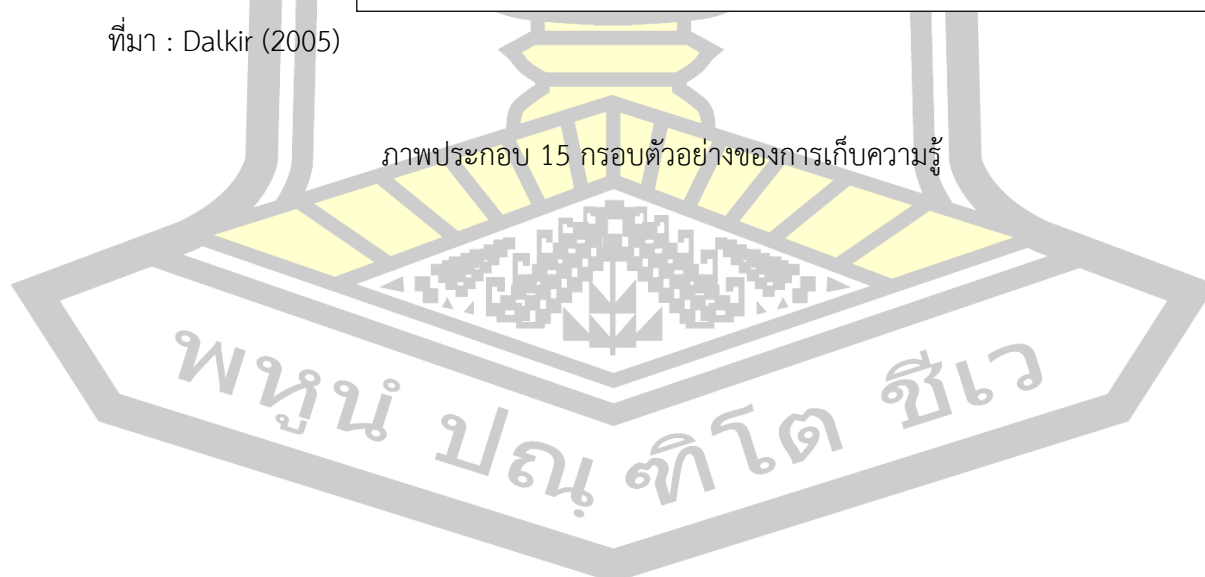 ที่มา : Dalkir (2005)
ภาพประกอบ 15 กรอบตัวอย่างของการเก็บความรู้
พหูนํ ปณฺฑิโต ชีเว